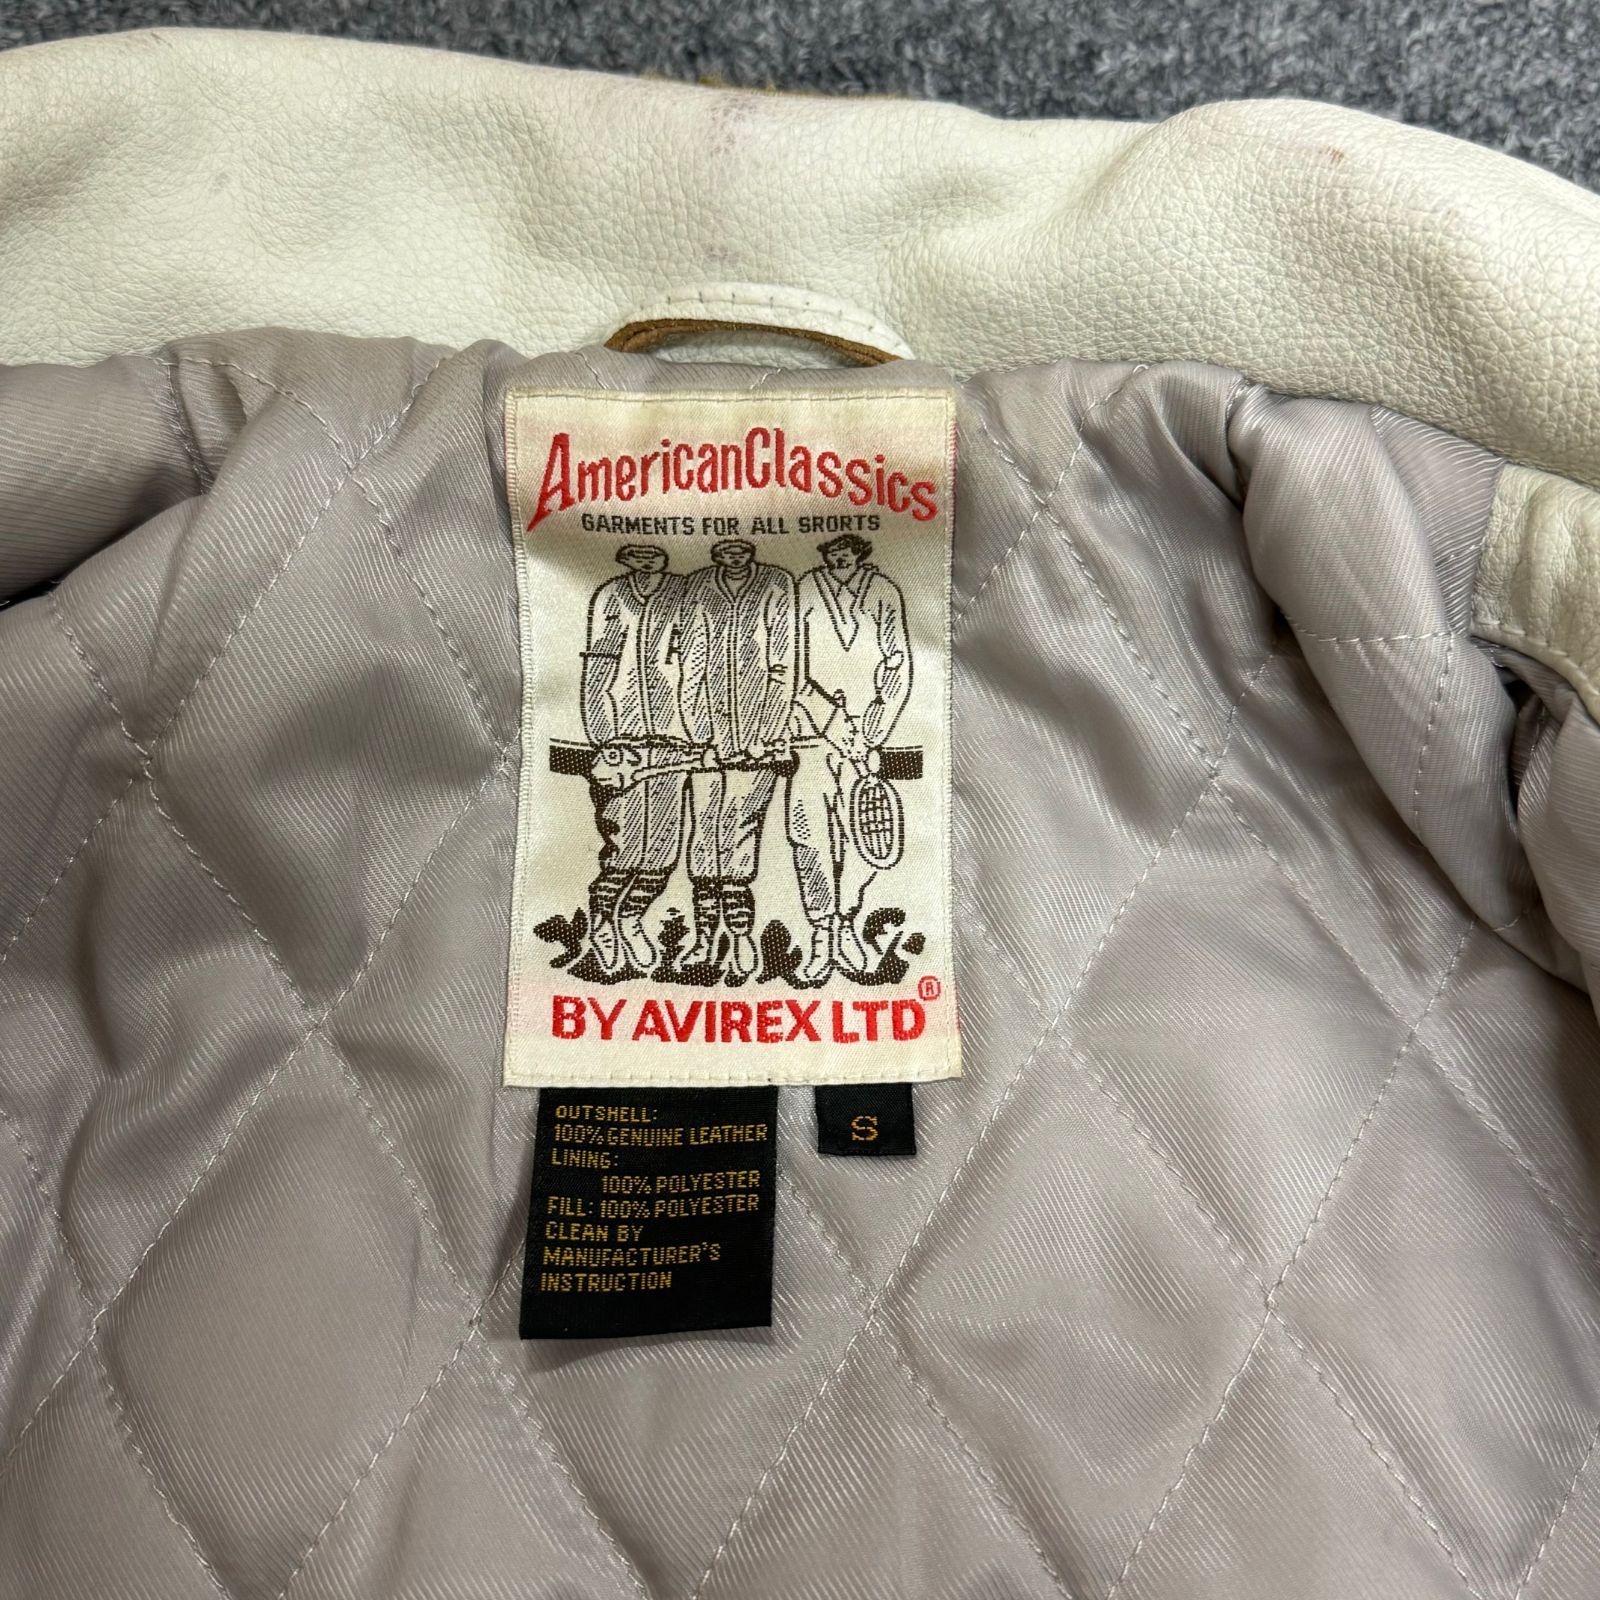 AmericanClassics
GARMENTS FOR ALL SRORTS
BY AVIREX LTD®
OUTSHELL:
100% GENUINE LEATHER
LINING:
100% POLYESTER
FILL: 100% POLYESTER
CLEAN BY
MANUFACTURER'S
INSTRUCTION
S